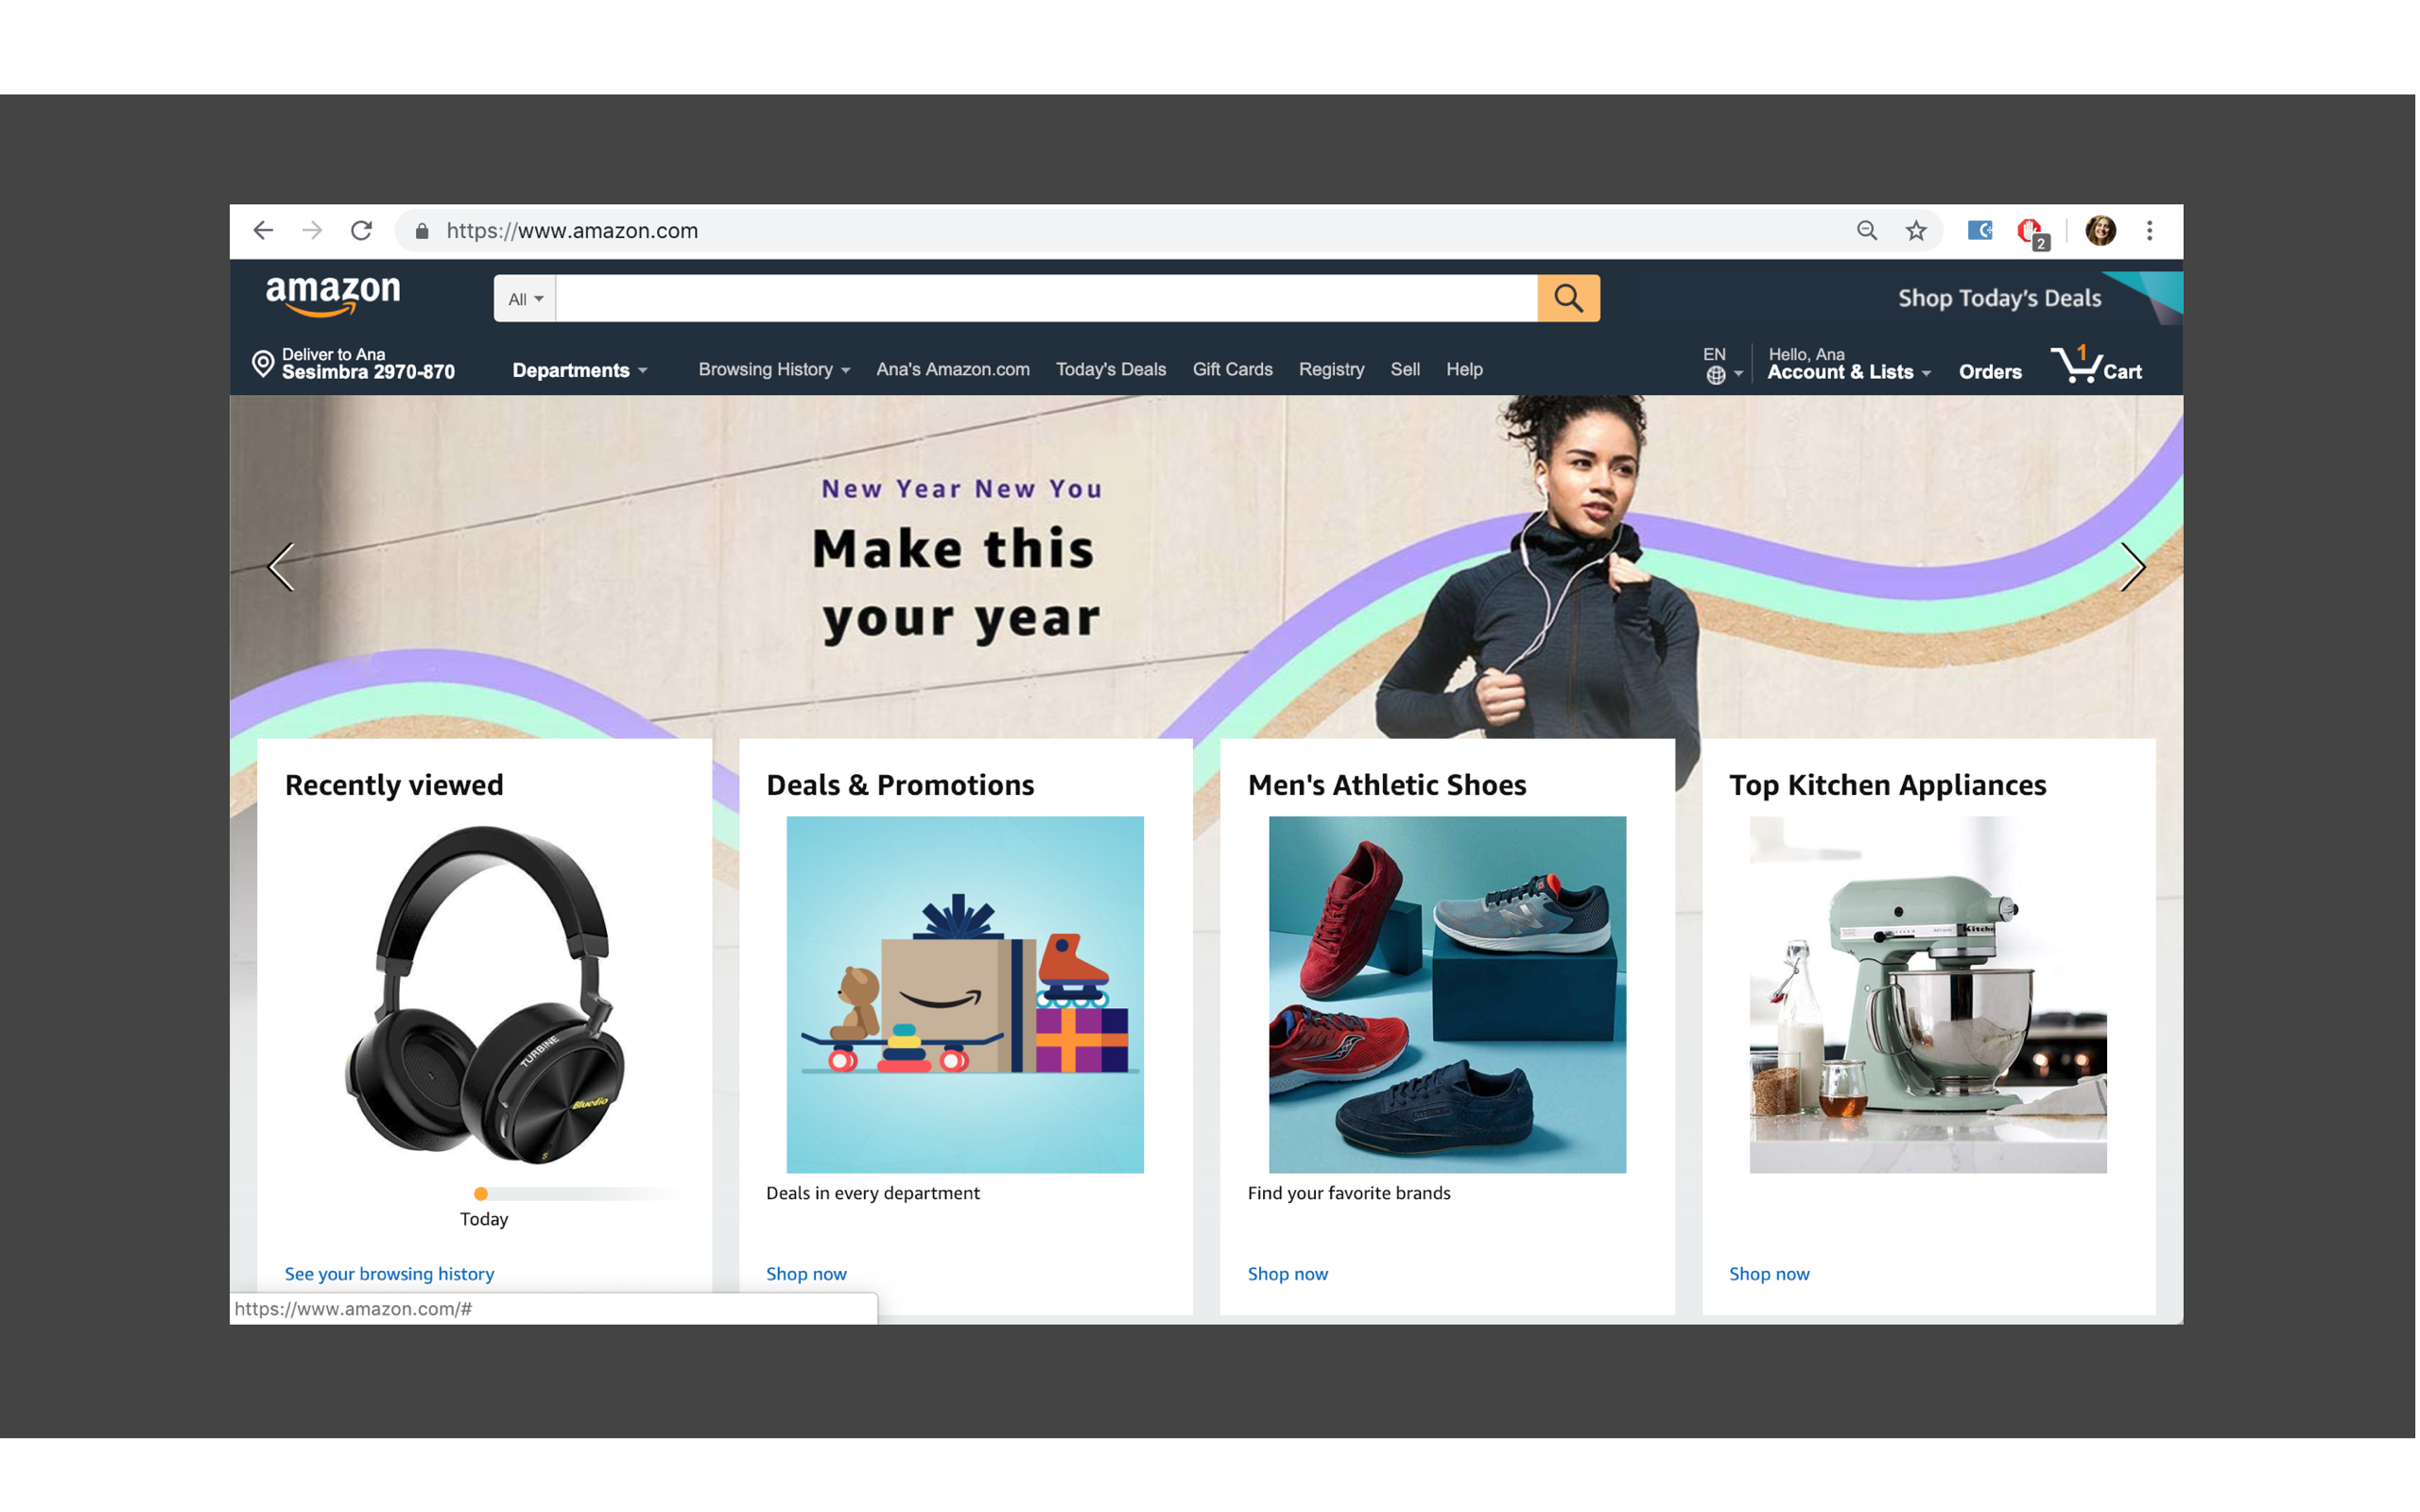 https://www.amazon.com
2
amazon
All
Shop Today's Deals
Deliver to Ana
Sesimbra 2970-870
Departments
Browsing History
Ana's Amazon.com
Today's Deals
Gift Cards
Registry
Sell
Help
EN
Hello, Ana
Account & Lists
Orders
1
Cart
New Year New You
Make this
your year
Recently viewed
TURBINE
Bluedio
S
Today
See your browsing history
Deals & Promotions
Deals in every department
Shop now
Men's Athletic Shoes
Find your favorite brands
Shop now
Top Kitchen Appliances
Shop now
https://www.amazon.com/#